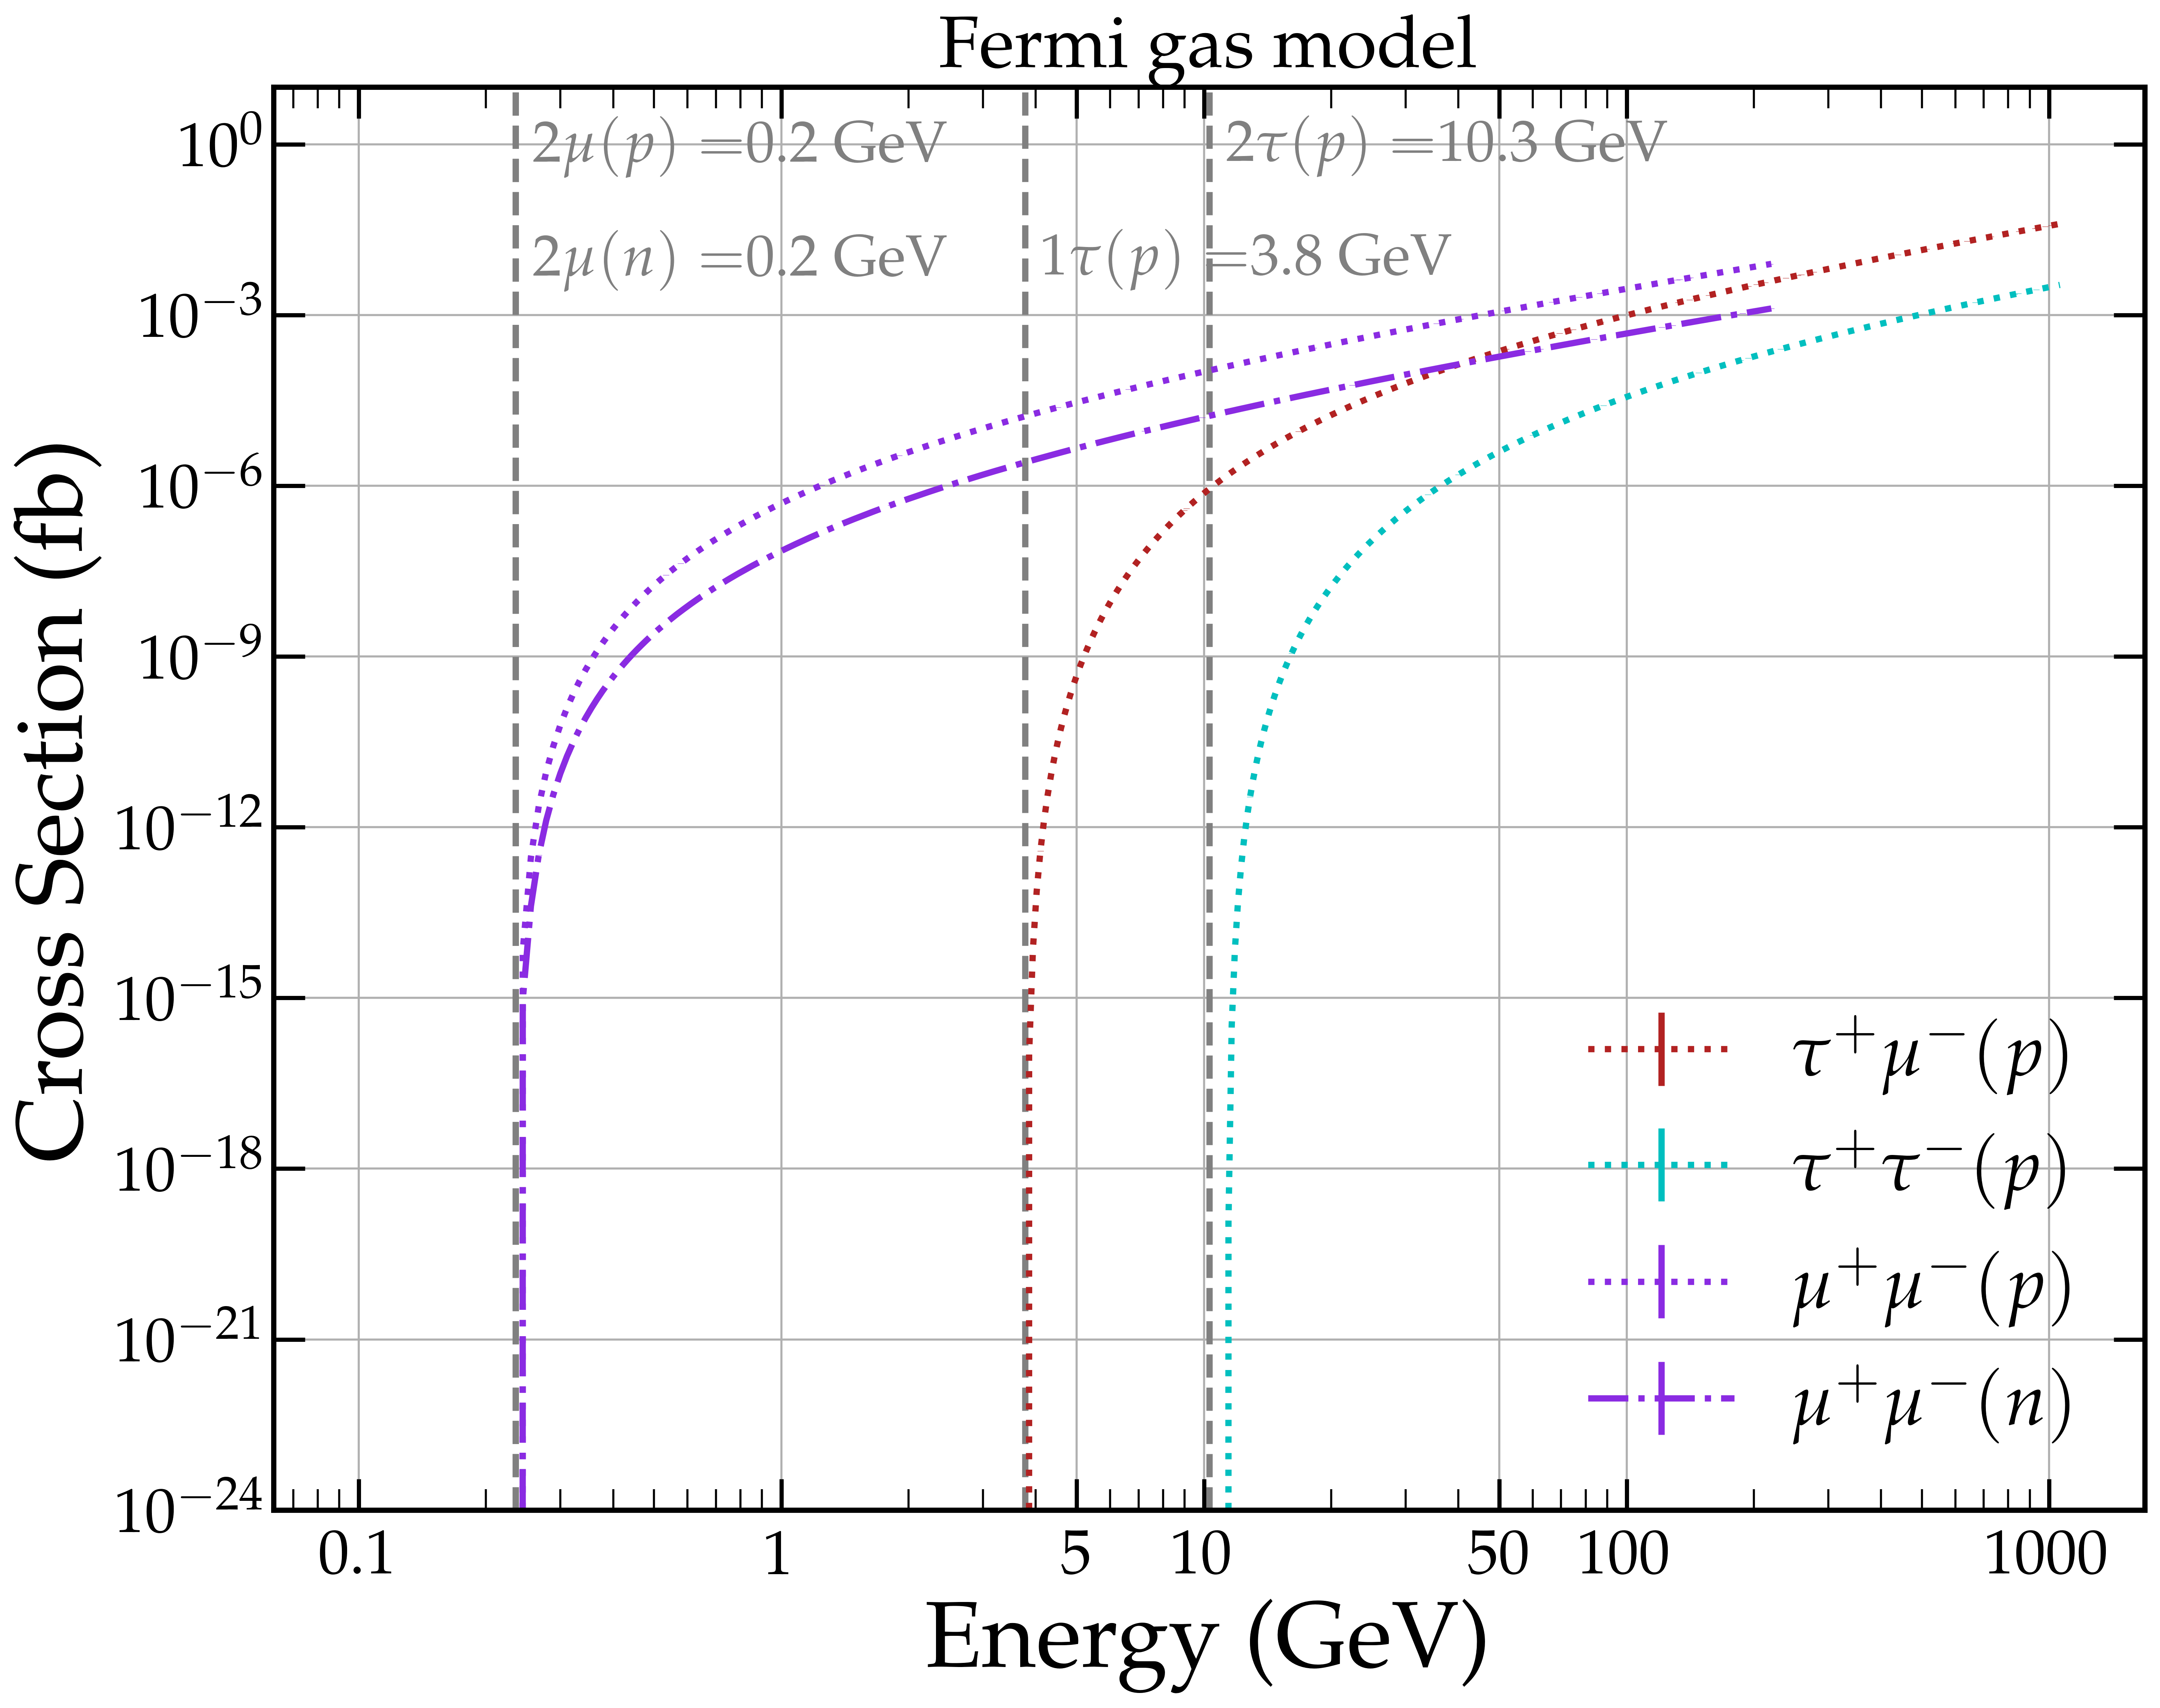 Fermi gas model
10⁰
10⁻³
10⁻⁶
10⁻⁹
10⁻¹²
10⁻¹⁵
10⁻¹⁸
10⁻²¹
10⁻²⁴
Cross Section (fb)
2μ(p) =0.2 GeV
2τ(p) =10.3 GeV
2μ(n) =0.2 GeV
1τ(p) =3.8 GeV
τ⁺μ⁻(p)
τ⁺τ⁻(p)
μ⁺μ⁻(p)
μ⁺μ⁻(n)
0.1 1 5 10 50 100 1000
Energy (GeV)